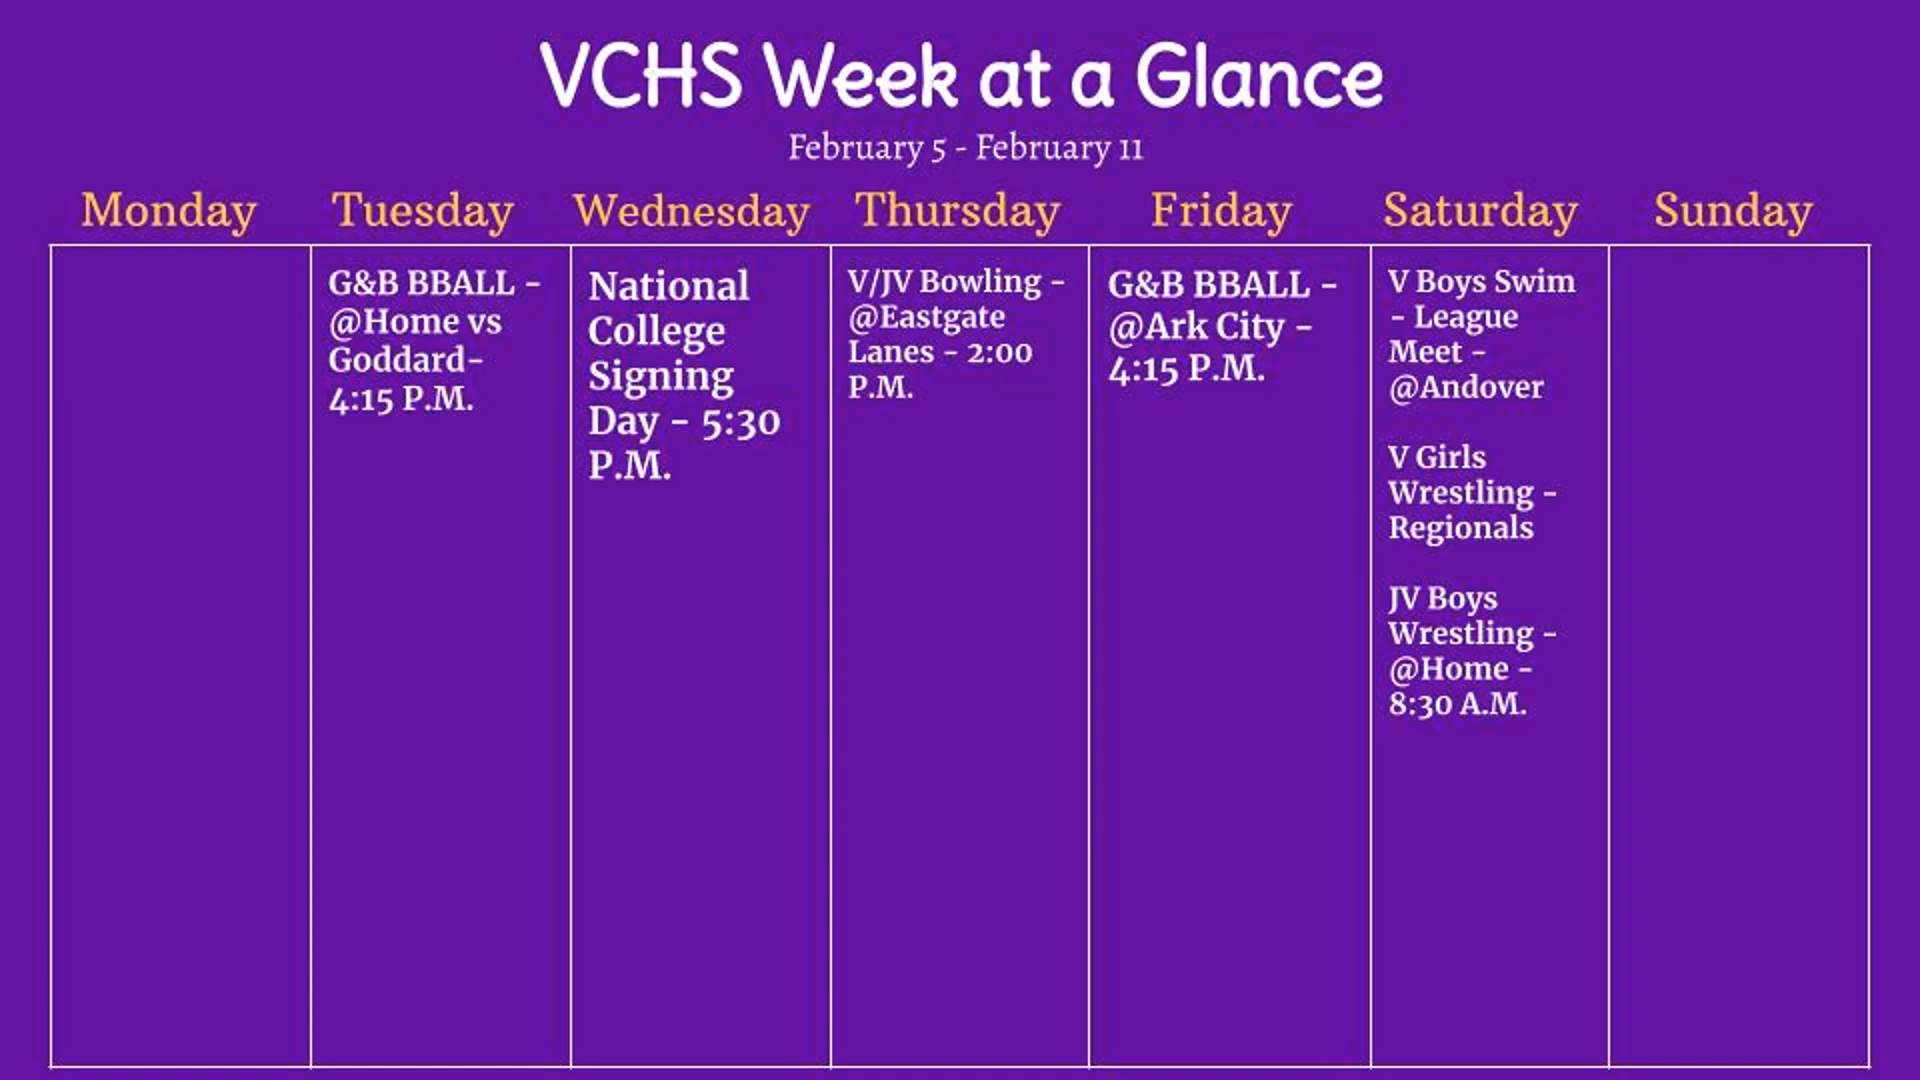 VCHS Week at a Glance
February 5 - February 11
Monday
Tuesday
Wednesday
Thursday
Friday
Saturday
Sunday
G&B BBALL -
@Home vs
Goddard-
4:15 P.M.
National
College
Signing
Day - 5:30
P.M.
V/JV Bowling -
@Eastgate
Lanes - 2:00
P.M.
G&B BBALL -
@Ark City -
4:15 P.M.
V Boys Swim
- League
Meet -
@Andover
V Girls
Wrestling -
Regionals
JV Boys
Wrestling -
@Home -
8:30 A.M.